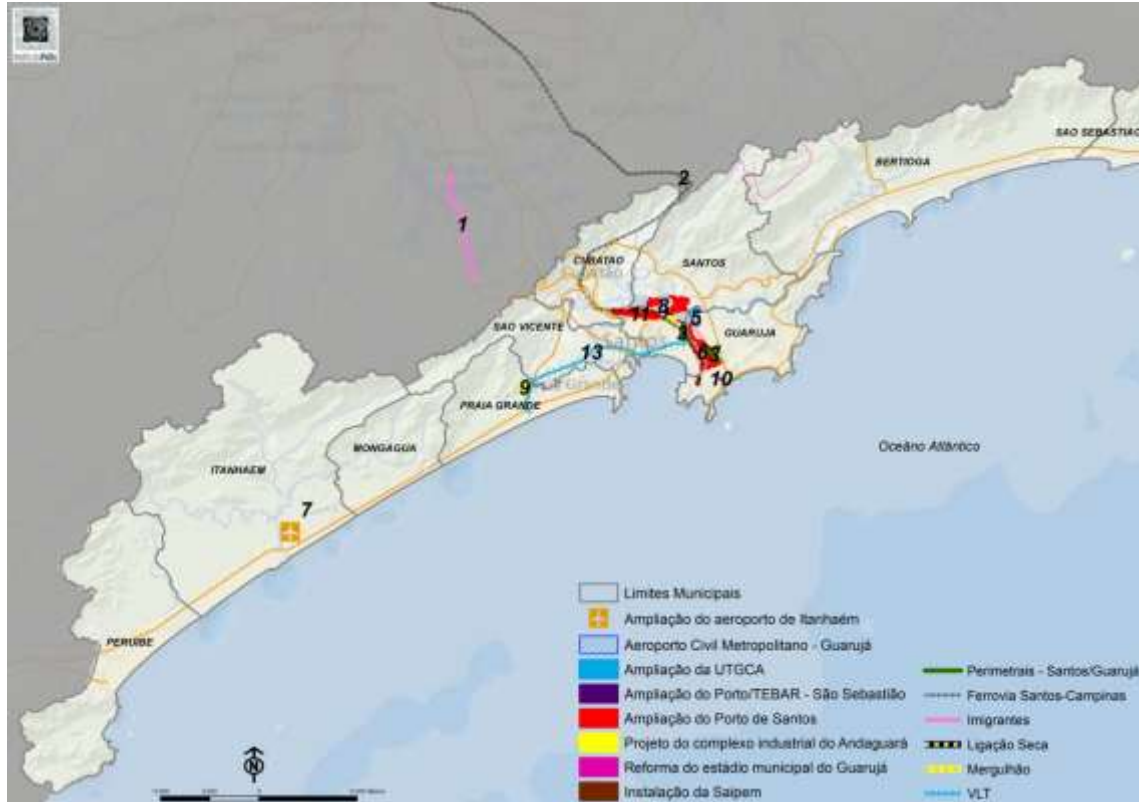 SAO SEBASTIAO
BERTIOGA
2
1
CUBATAO
SANTOS
8
11
5
SAO VICENTE
GUARUJA
Santos
13
10
9
PRAIA GRANDE
MONGAGUA
Oceâno Atlântico
ITANHAEM
7
PERUIBE
Limites Municipais
Ampliação do aeroporto de Itanhaém
Aeroporto Civil Metropolitano - Guarujá
Ampliação da UTGCA
Ampliação do Porto/TEBAR - São Sebastião
Ampliação do Porto de Santos
Projeto do complexo industrial do Andaguará
Reforma do estádio municipal do Guarujá
Instalação da Saipem
Perimetrais - Santos/Guarujá
Ferrovia Santos-Campinas
Imigrantes
Ligação Seca
Mergulhão
VLT
N